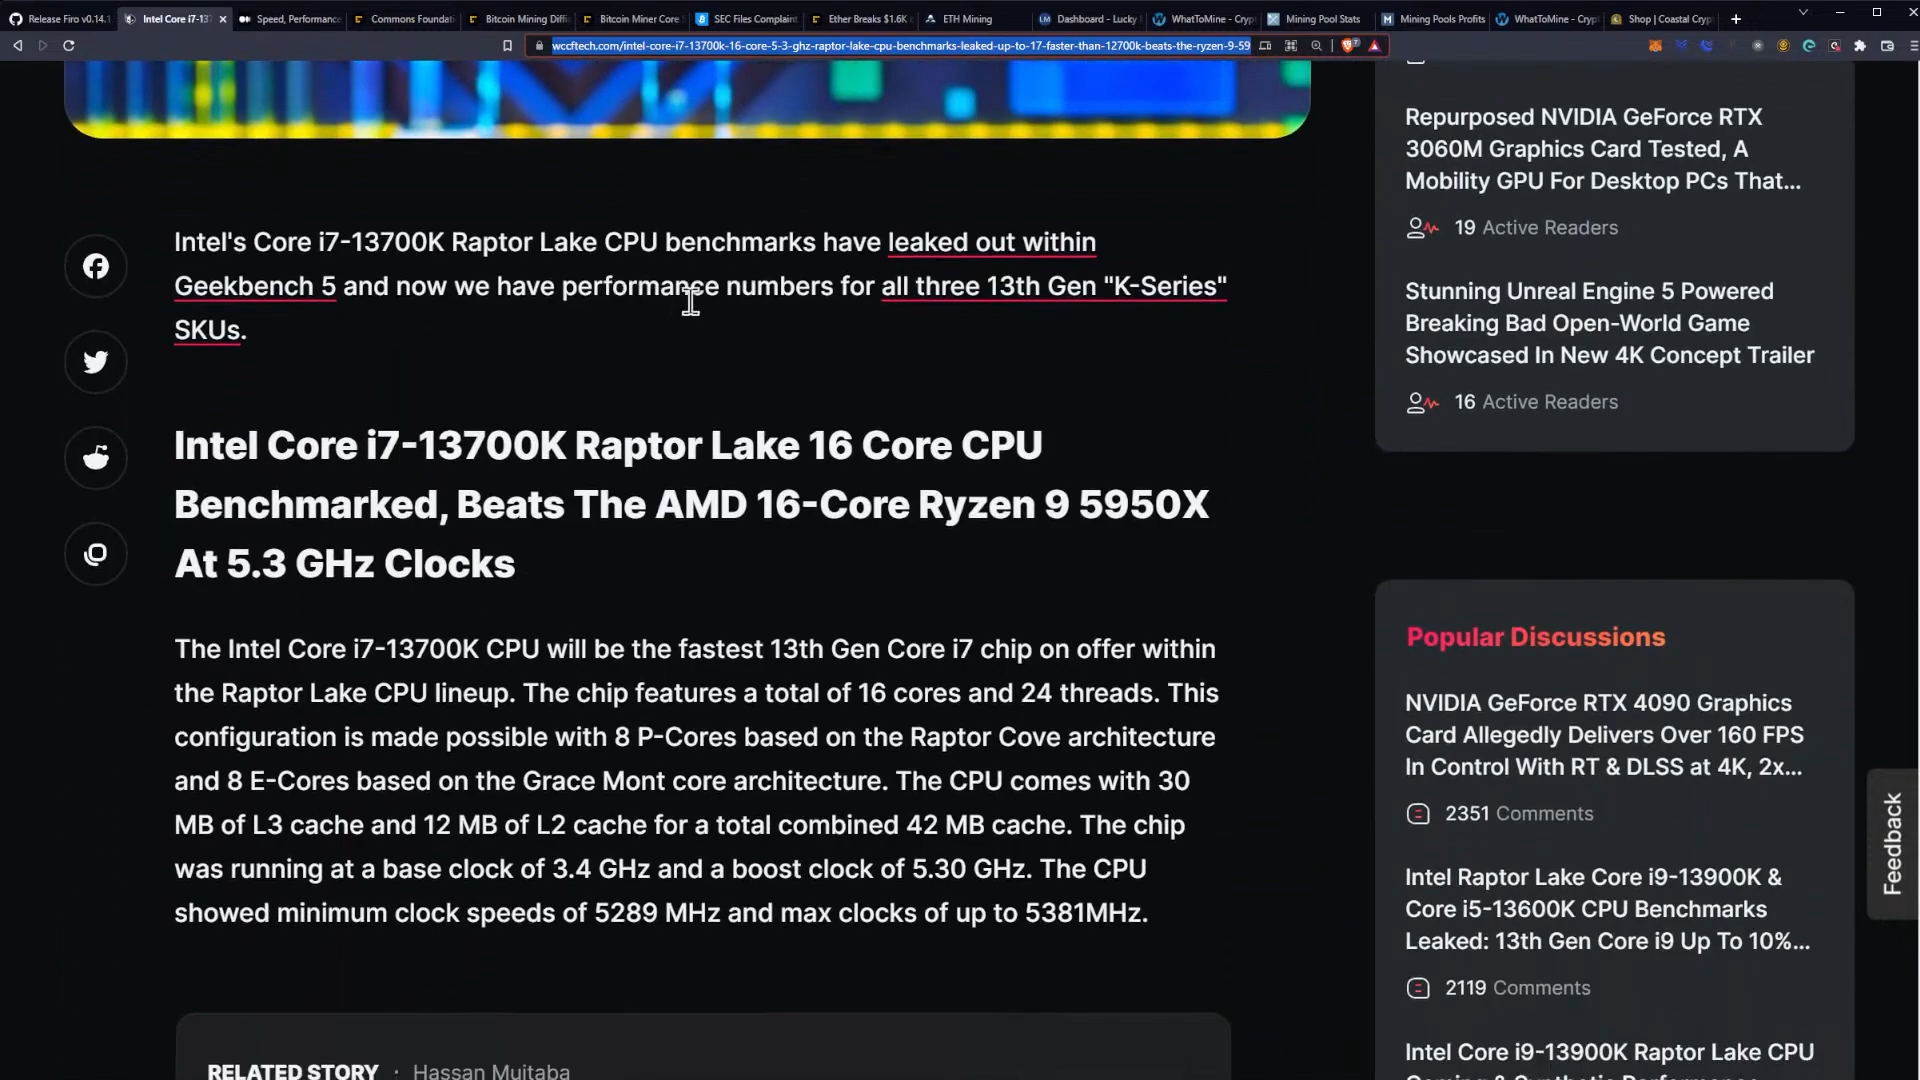 Release Firo v0.14.1
Intel Core i7-13
Speed, Performance
Commons Foundati
Bitcoin Mining Diffi
Bitcoin Miner Core
SEC Files Complaint
Ether Breaks $1.6K
ETH Mining
Dashboard - Lucky
WhatToMine - Cryp
Mining Pool Stats
Mining Pools Profits
WhatToMine - Cryp
Shop | Coastal Cryp
wccftech.com/intel-core-i7-13700k-16-core-5-3-ghz-raptor-lake-cpu-benchmarks-leaked-up-to-17-faster-than-12700k-beats-the-ryzen-9-59
Intel's Core i7-13700K Raptor Lake CPU benchmarks have leaked out within
Geekbench 5 and now we have performance numbers for all three 13th Gen "K-Series"
SKUs.
Intel Core i7-13700K Raptor Lake 16 Core CPU
Benchmarked, Beats The AMD 16-Core Ryzen 9 5950X
At 5.3 GHz Clocks
The Intel Core i7-13700K CPU will be the fastest 13th Gen Core i7 chip on offer within
the Raptor Lake CPU lineup. The chip features a total of 16 cores and 24 threads. This
configuration is made possible with 8 P-Cores based on the Raptor Cove architecture
and 8 E-Cores based on the Grace Mont core architecture. The CPU comes with 30
MB of L3 cache and 12 MB of L2 cache for a total combined 42 MB cache. The chip
was running at a base clock of 3.4 GHz and a boost clock of 5.30 GHz. The CPU
showed minimum clock speeds of 5289 MHz and max clocks of up to 5381MHz.
RELATED STORY · Hassan Mujtaba
Repurposed NVIDIA GeForce RTX
3060M Graphics Card Tested, A
Mobility GPU For Desktop PCs That...
19 Active Readers
Stunning Unreal Engine 5 Powered
Breaking Bad Open-World Game
Showcased In New 4K Concept Trailer
16 Active Readers
Popular Discussions
NVIDIA GeForce RTX 4090 Graphics
Card Allegedly Delivers Over 160 FPS
In Control With RT & DLSS at 4K, 2x...
2351 Comments
Intel Raptor Lake Core i9-13900K &
Core i5-13600K CPU Benchmarks
Leaked: 13th Gen Core i9 Up To 10%...
2119 Comments
Intel Core i9-13900K Raptor Lake CPU
Feedback